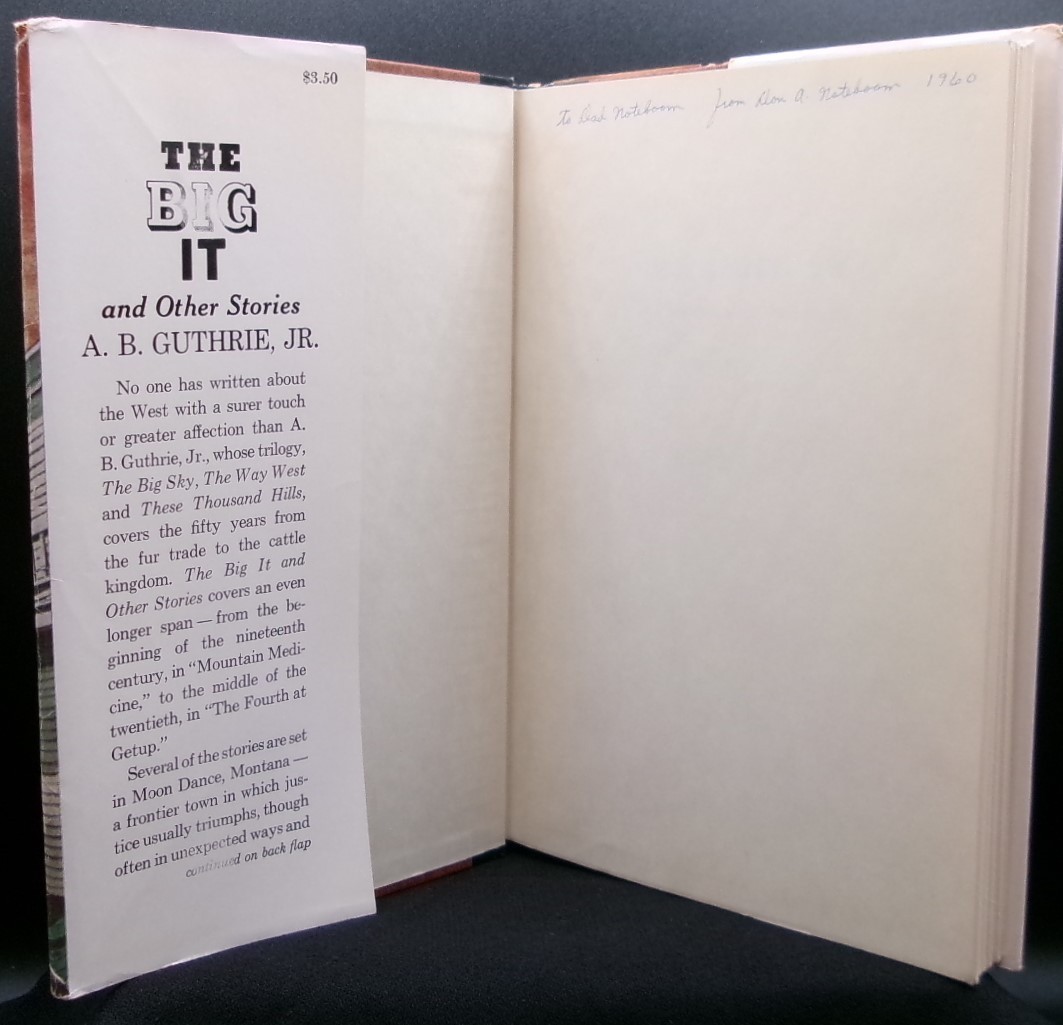 $3.50
THE
BIG
IT
and Other Stories
A. B. GUTHRIE, JR.
No one has written about
the West with a surer touch
or greater affection than A.
B. Guthrie, Jr., whose trilogy,
The Big Sky, The Way West
and These Thousand Hills,
covers the fifty years from
the fur trade to the cattle
kingdom. The Big It and
Other Stories covers an even
longer span — from the be-
ginning of the nineteenth
century, in “Mountain Medi-
cine,” to the middle of the
twentieth, in “The Fourth at
Getup.”
Several of the stories are set
in Moon Dance, Montana —
a frontier town in which jus-
tice usually triumphs, though
often in unexpected ways and
continued on back flap
to Noteboom from A. Noteboom 1960